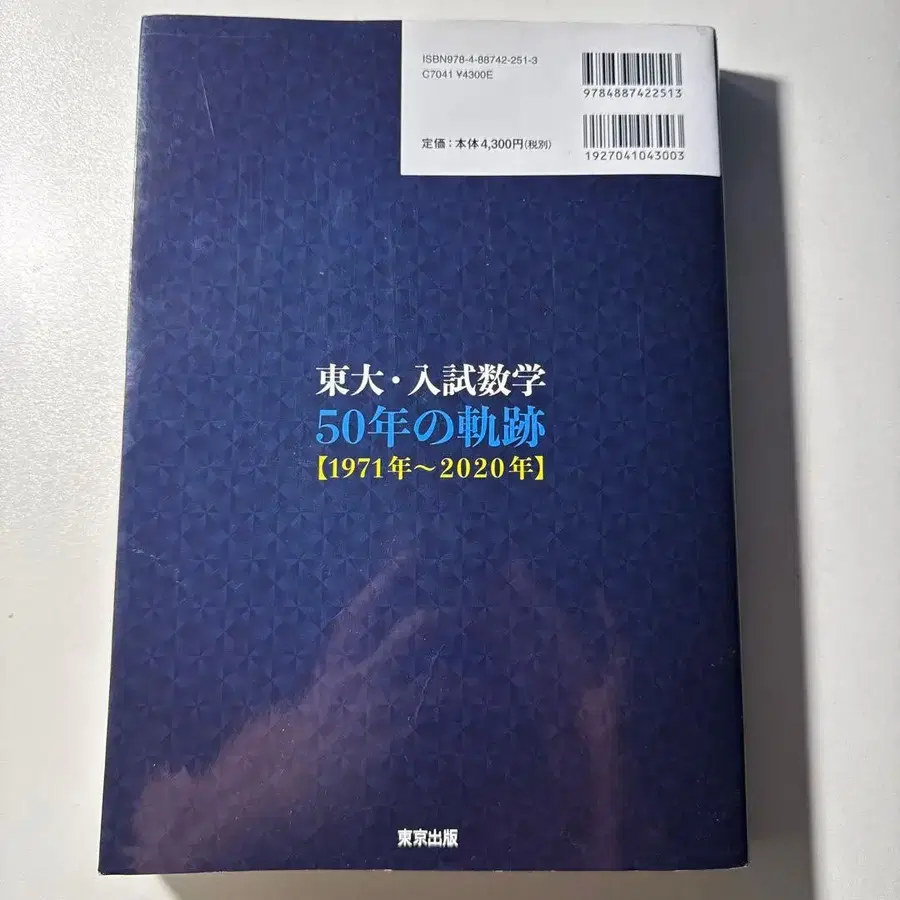 ISBN978-4-88742-251-3
C7041 ¥4300E
9784887422513
定価：本体4,300円(税別)
1927041043003
東大・入試数学
50年の軌跡
【1971年～2020年】
東京出版